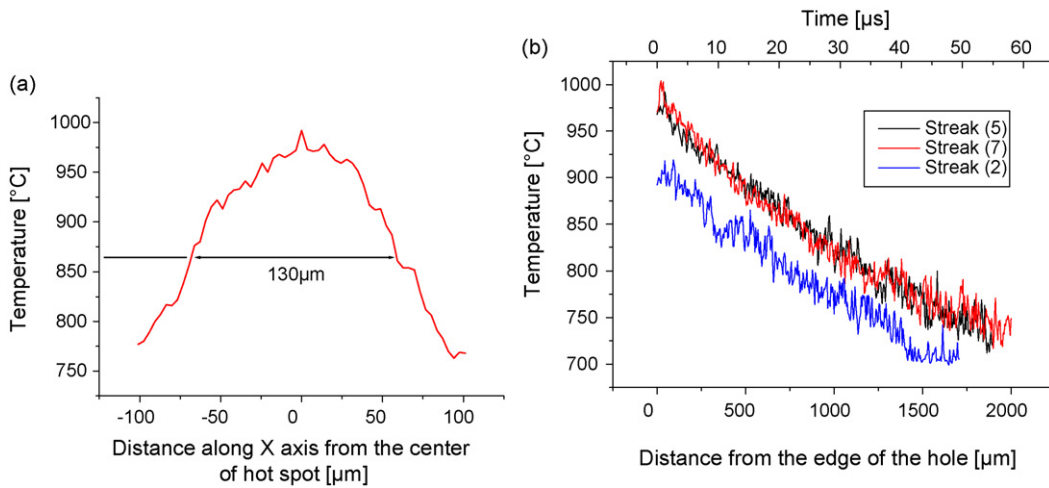 (a)
1000
950
900
850
800
750
Temperature [°C]
130µm
-100
-50
0
50
100
Distance along X axis from the center
of hot spot [µm]
(b)
Time [µs]
0
10
20
30
40
50
60
1000
950
900
850
800
750
700
Temperature [°C]
Streak (5)
Streak (7)
Streak (2)
0
500
1000
1500
2000
Distance from the edge of the hole [µm]